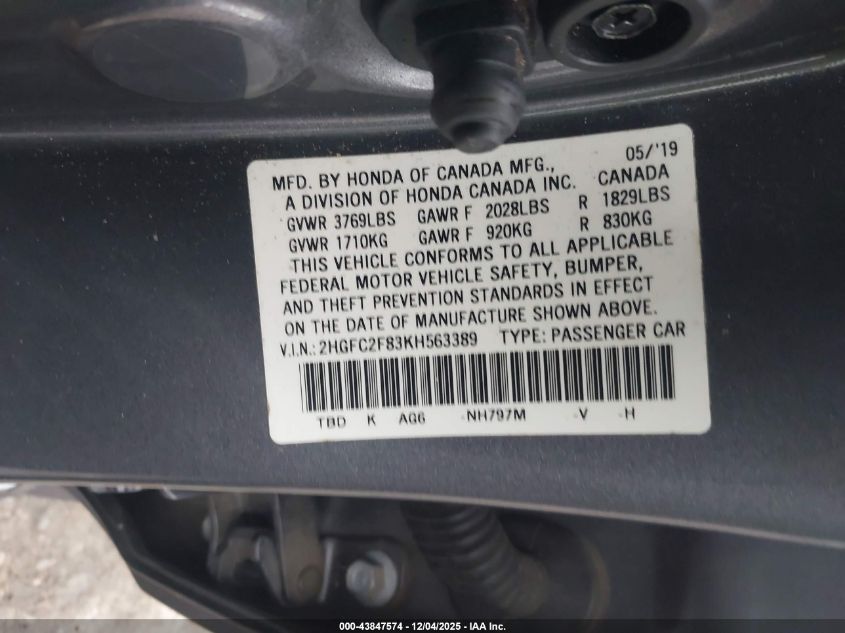 05/'19
MFD. BY HONDA OF CANADA MFG.,
A DIVISION OF HONDA CANADA INC. CANADA
GVWR 3769LBS GAWR F 2028LBS R 1829LBS
GVWR 1710KG GAWR F 920KG R 830KG
THIS VEHICLE CONFORMS TO ALL APPLICABLE
FEDERAL MOTOR VEHICLE SAFETY, BUMPER,
AND THEFT PREVENTION STANDARDS IN EFFECT
ON THE DATE OF MANUFACTURE SHOWN ABOVE.
V.I.N.:2HGFC2F83KH563389 TYPE: PASSENGER CAR
TBD K AG6 NH797M V H
000-43847574 | 12/04/2025 - IAA Inc.